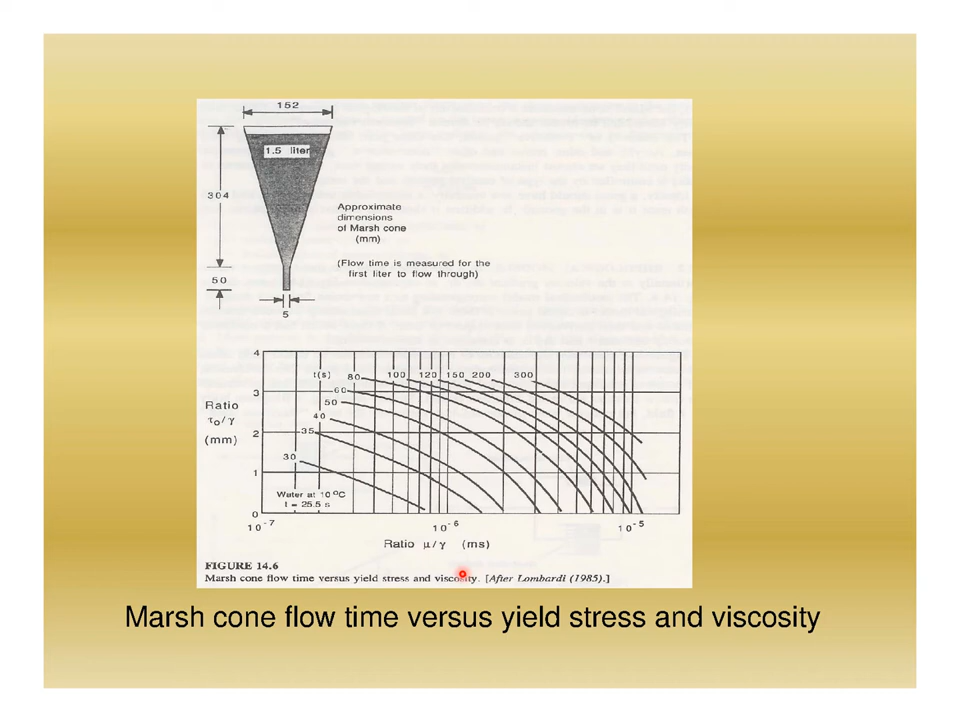 152
1.5 liter
304
Approximate
dimensions
of Marsh cone
(mm)
(Flow time is measured for the
first liter to flow through)
50
5
4
t(s) 80 100 120 150 200 300
3
60
Ratio
50
τo/γ
40
(mm)
2
35
30
1
Water at 10 °C
t = 25.5 s
0
10-7 10-6 10-5
Ratio μ/γ (ms)
FIGURE 14.6
Marsh cone flow time versus yield stress and viscosity. [After Lombardi (1985).]
Marsh cone flow time versus yield stress and viscosity